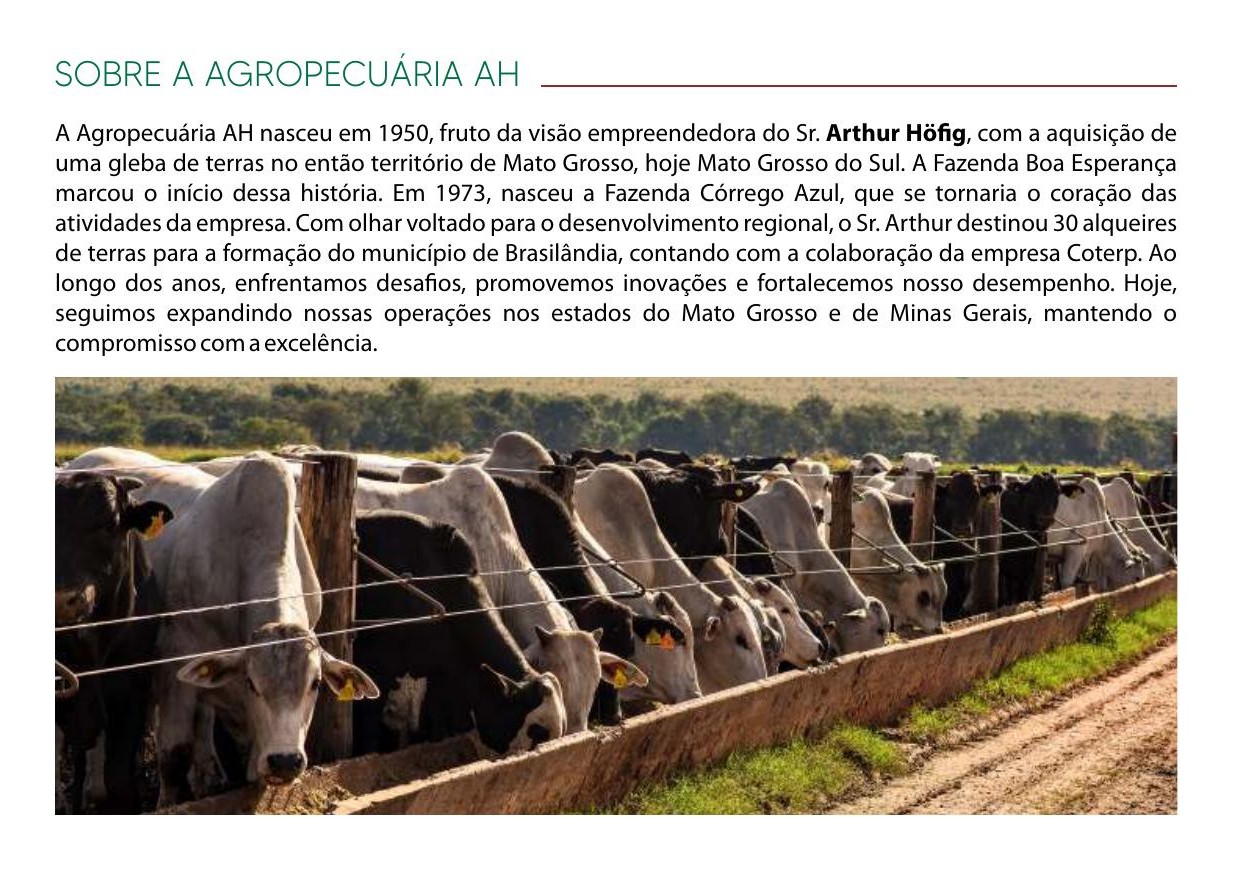 SOBRE A AGROPECUÁRIA AH
A Agropecuária AH nasceu em 1950, fruto da visão empreendedora do Sr. Arthur Höfig, com a aquisição de
uma gleba de terras no então território de Mato Grosso, hoje Mato Grosso do Sul. A Fazenda Boa Esperança
marcou o início dessa história. Em 1973, nasceu a Fazenda Córrego Azul, que se tornaria o coração das
atividades da empresa. Com olhar voltado para o desenvolvimento regional, o Sr. Arthur destinou 30 alqueires
de terras para a formação do município de Brasilândia, contando com a colaboração da empresa Coterp. Ao
longo dos anos, enfrentamos desafios, promovemos inovações e fortalecemos nosso desempenho. Hoje,
seguimos expandindo nossas operações nos estados do Mato Grosso e de Minas Gerais, mantendo o
compromisso com a excelência.